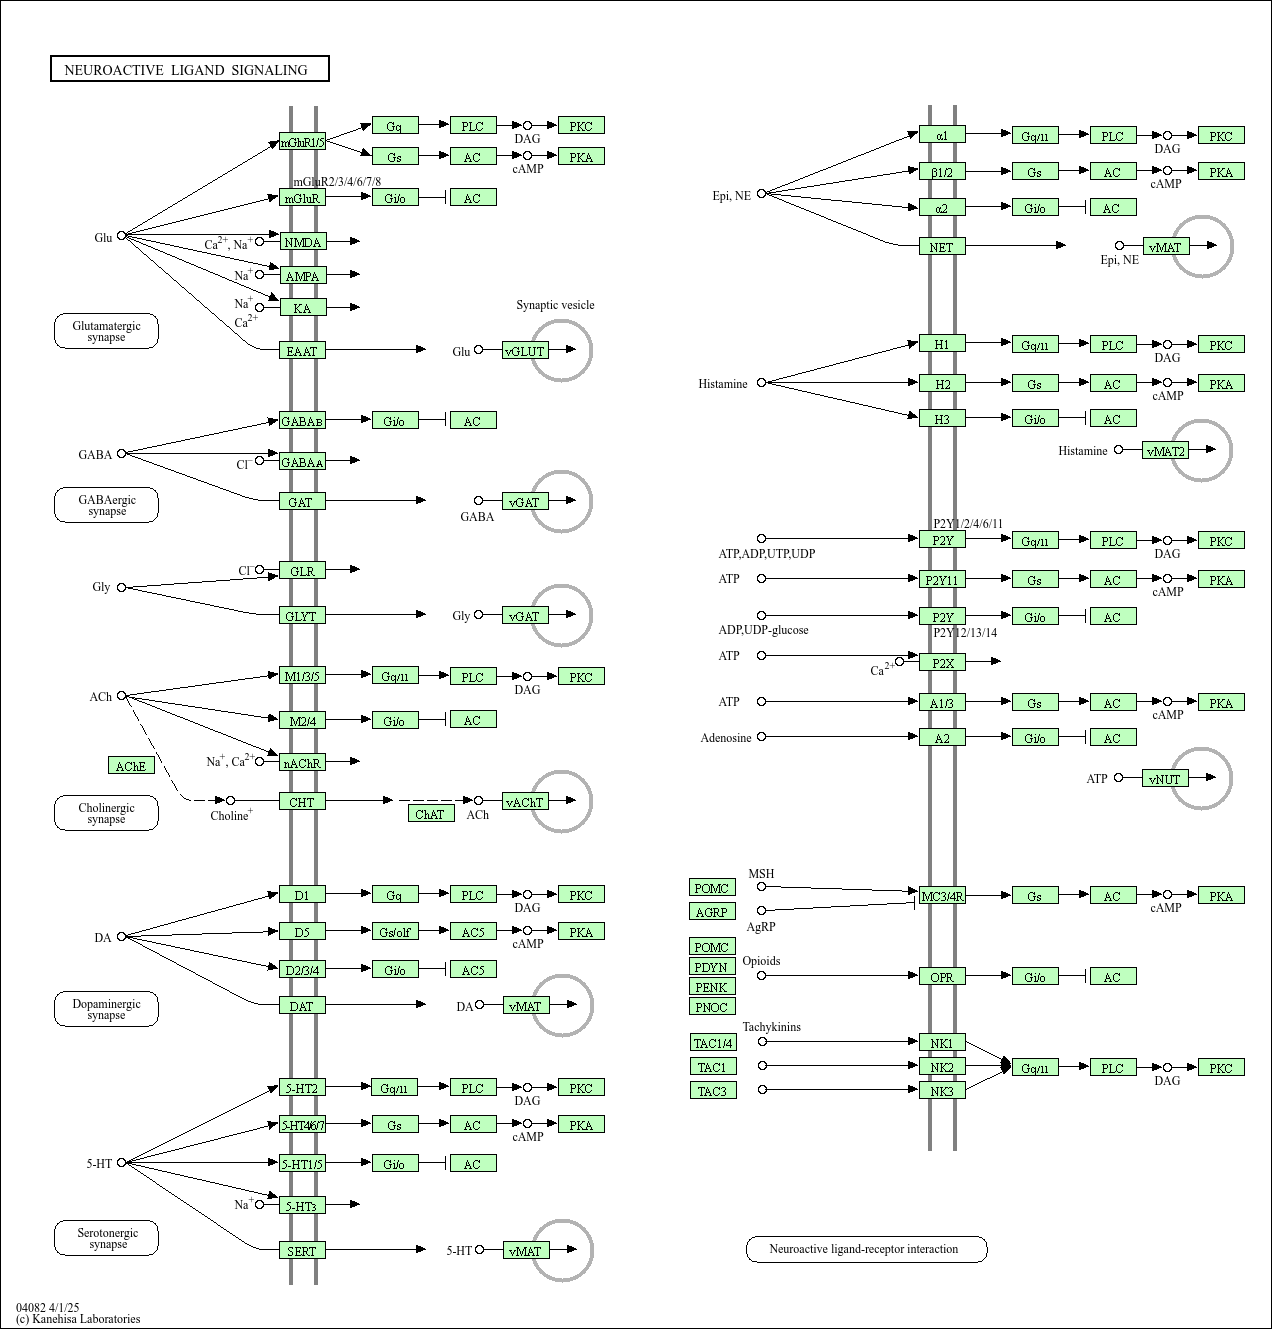 NEUROACTIVE LIGAND SIGNALING
Glu
mGluR1/5
Gq
PLC
DAG
PKC
Gs
AC
cAMP
PKA
mGluR2/3/4/6/7/8
mGluR
Gi/o
AC
Ca2+, Na+
NMDA
Na+
AMPA
Na+
Ca2+
KA
EAAT
Glutamatergic
synapse
Synaptic vesicle
Glu
vGLUT
GABA
GABAB
Gi/o
AC
Cl-
GABAA
GAT
GABA
vGAT
GABAergic
synapse
Gly
Cl-
GLR
GLYT
Gly
vGAT
ACh
M1/3/5
Gq/11
PLC
DAG
PKC
M2/4
Gi/o
AC
Na+, Ca2+
nAChR
AChE
Choline+
CHT
ChAT
ACh
vAChT
Cholinergic
synapse
DA
D1
Gq
PLC
DAG
PKC
D5
Gs/olf
AC5
cAMP
PKA
D2/3/4
Gi/o
AC5
DAT
DA
vMAT
Dopaminergic
synapse
5-HT
5-HT2
Gq/11
PLC
DAG
PKC
5-HT4/6/7
Gs
AC
cAMP
PKA
5-HT1/5
Gi/o
AC
Na+
5-HT3
SERT
5-HT
vMAT
Serotonergic
synapse
Epi, NE
α1
Gq/11
PLC
DAG
PKC
β1/2
Gs
AC
cAMP
PKA
α2
Gi/o
AC
NET
Epi, NE
vMAT
Histamine
H1
Gq/11
PLC
DAG
PKC
H2
Gs
AC
cAMP
PKA
H3
Gi/o
AC
Histamine
vMAT2
P2Y1/2/4/6/11
ATP,ADP,UTP,UDP
P2Y
Gq/11
PLC
DAG
PKC
ATP
P2Y11
Gs
AC
cAMP
PKA
ADP,UDP-glucose
P2Y
P2Y12/13/14
Gi/o
AC
ATP
Ca2+
P2X
ATP
A1/3
Gs
AC
cAMP
PKA
Adenosine
A2
Gi/o
AC
ATP
vNUT
POMC
MSH
MC3/4R
Gs
AC
cAMP
PKA
AGRP
AgRP
POMC
PDYN
PENK
PNOC
Opioids
OPR
Gi/o
AC
Tachykinins
TAC1/4
NK1
TAC1
NK2
TAC3
NK3
Gq/11
PLC
DAG
PKC
Neuroactive ligand-receptor interaction
04082 4/1/25
(c) Kanehisa Laboratories